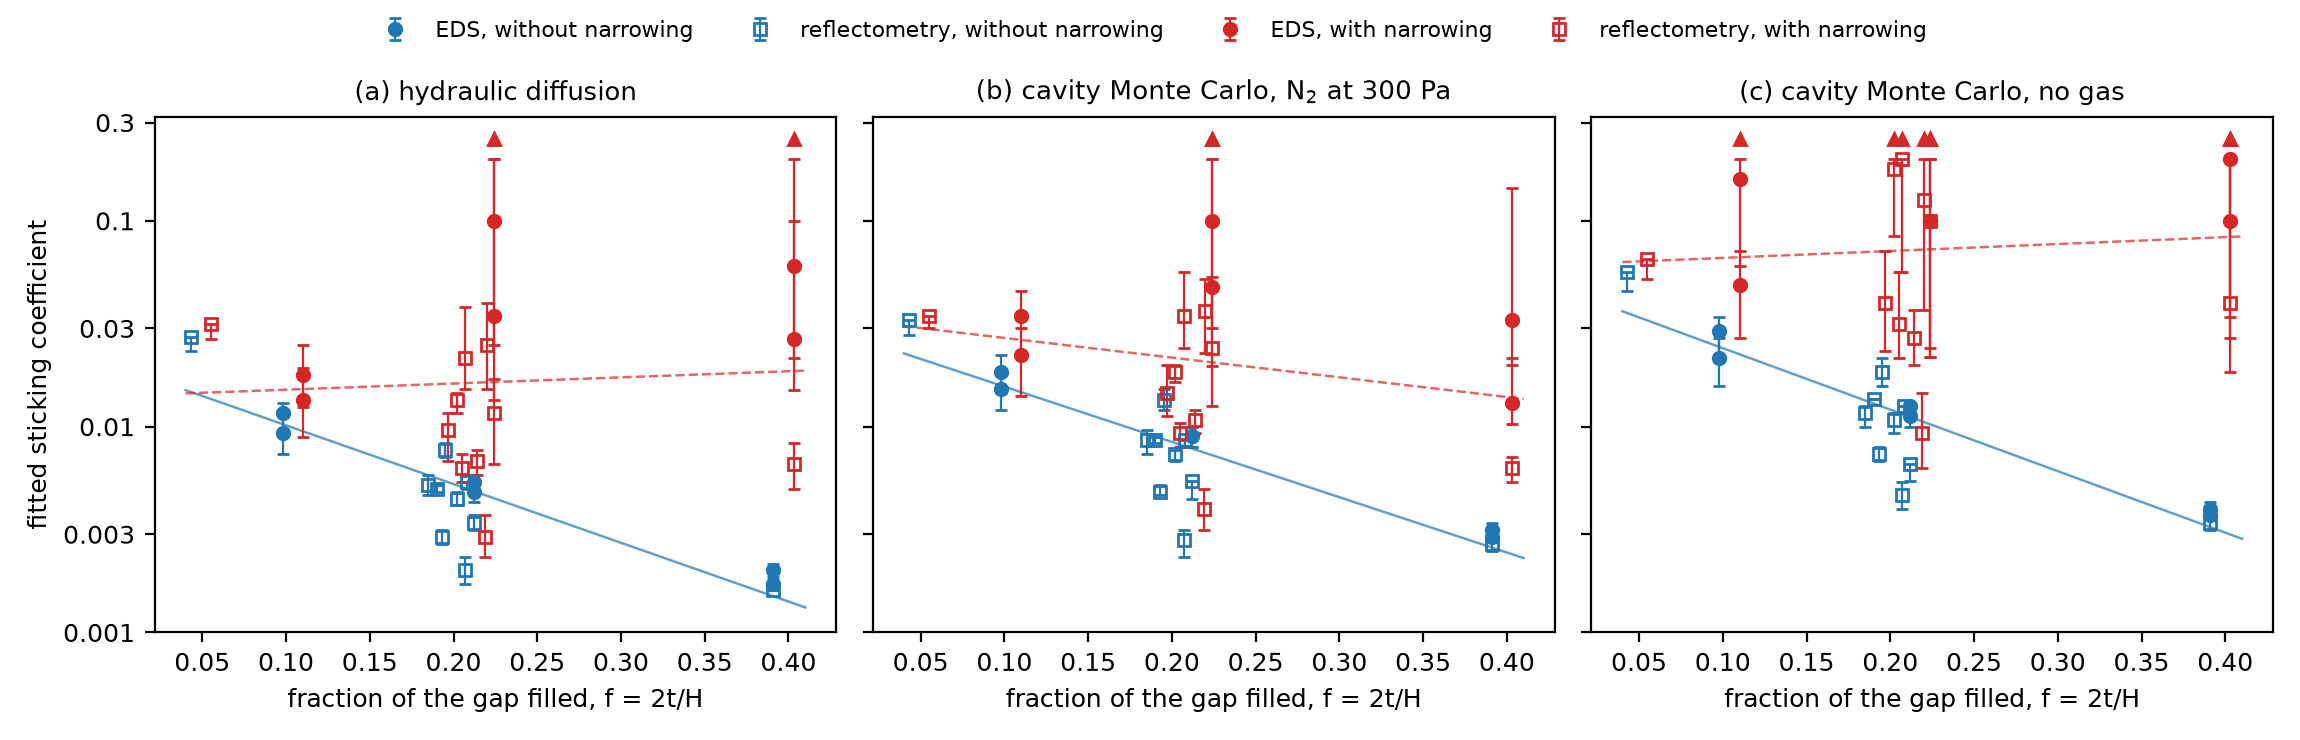 EDS, without narrowing reflectometry, without narrowing EDS, with narrowing reflectometry, with narrowing
(a) hydraulic diffusion
(b) cavity Monte Carlo, N₂ at 300 Pa
(c) cavity Monte Carlo, no gas
fitted sticking coefficient
0.3
0.1
0.03
0.01
0.003
0.001
0.05 0.10 0.15 0.20 0.25 0.30 0.35 0.40
0.05 0.10 0.15 0.20 0.25 0.30 0.35 0.40
0.05 0.10 0.15 0.20 0.25 0.30 0.35 0.40
fraction of the gap filled, f = 2t/H
fraction of the gap filled, f = 2t/H
fraction of the gap filled, f = 2t/H